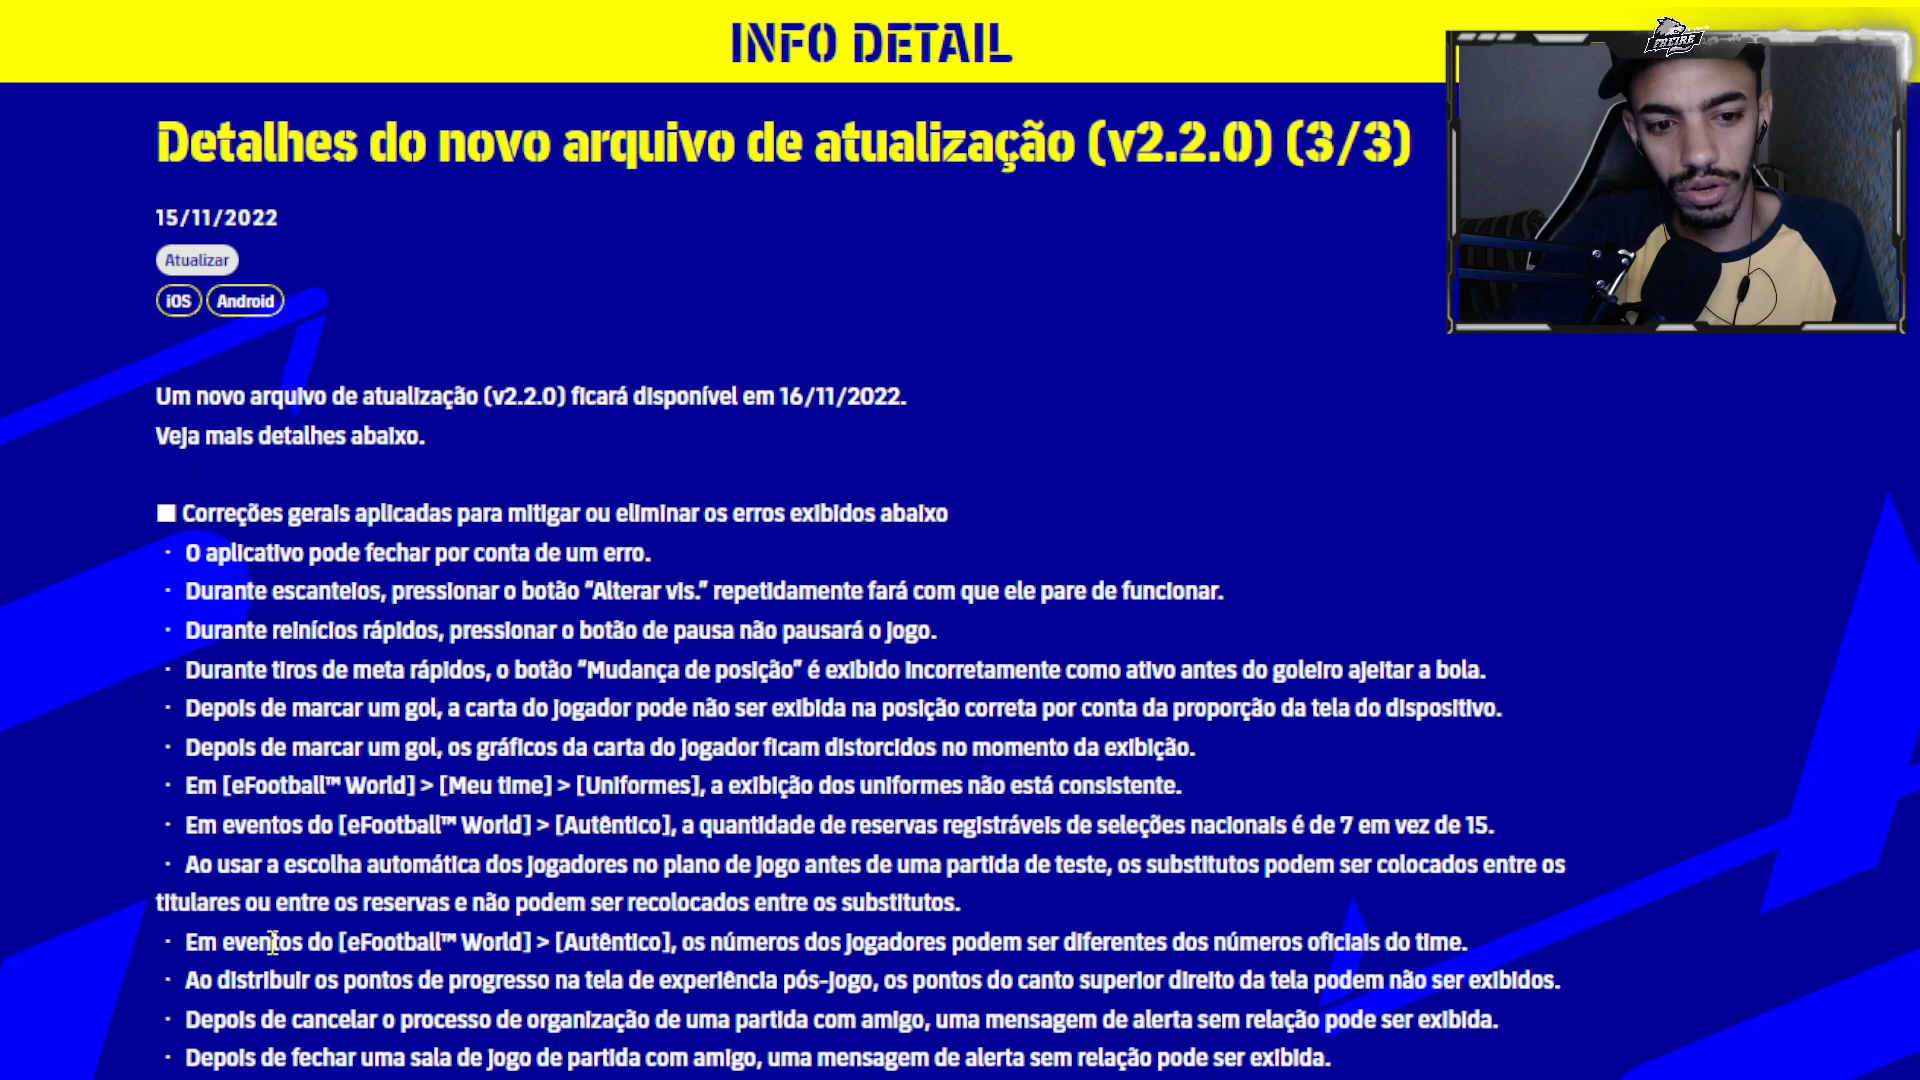 INFO DETAIL
FREIRE
Detalhes do novo arquivo de atualização (v2.2.0) (3/3)
15/11/2022
Atualizar
iOS Android
Um novo arquivo de atualização (v2.2.0) ficará disponível em 16/11/2022.
Veja mais detalhes abaixo.
■ Correções gerais aplicadas para mitigar ou eliminar os erros exibidos abaixo
· O aplicativo pode fechar por conta de um erro.
· Durante escanteios, pressionar o botão “Alterar vis.” repetidamente fará com que ele pare de funcionar.
· Durante reinícios rápidos, pressionar o botão de pausa não pausará o jogo.
· Durante tiros de meta rápidos, o botão “Mudança de posição” é exibido incorretamente como ativo antes do goleiro ajeitar a bola.
· Depois de marcar um gol, a carta do jogador pode não ser exibida na posição correta por conta da proporção da tela do dispositivo.
· Depois de marcar um gol, os gráficos da carta do jogador ficam distorcidos no momento da exibição.
· Em [eFootball™ World] > [Meu time] > [Uniformes], a exibição dos uniformes não está consistente.
· Em eventos do [eFootball™ World] > [Autêntico], a quantidade de reservas registráveis de seleções nacionais é de 7 em vez de 15.
· Ao usar a escolha automática dos jogadores no plano de jogo antes de uma partida de teste, os substitutos podem ser colocados entre os
titulares ou entre os reservas e não podem ser recolocados entre os substitutos.
· Em eventos do [eFootball™ World] > [Autêntico], os números dos jogadores podem ser diferentes dos números oficiais do time.
· Ao distribuir os pontos de progresso na tela de experiência pós-jogo, os pontos do canto superior direito da tela podem não ser exibidos.
· Depois de cancelar o processo de organização de uma partida com amigo, uma mensagem de alerta sem relação pode ser exibida.
· Depois de fechar uma sala de jogo de partida com amigo, uma mensagem de alerta sem relação pode ser exibida.